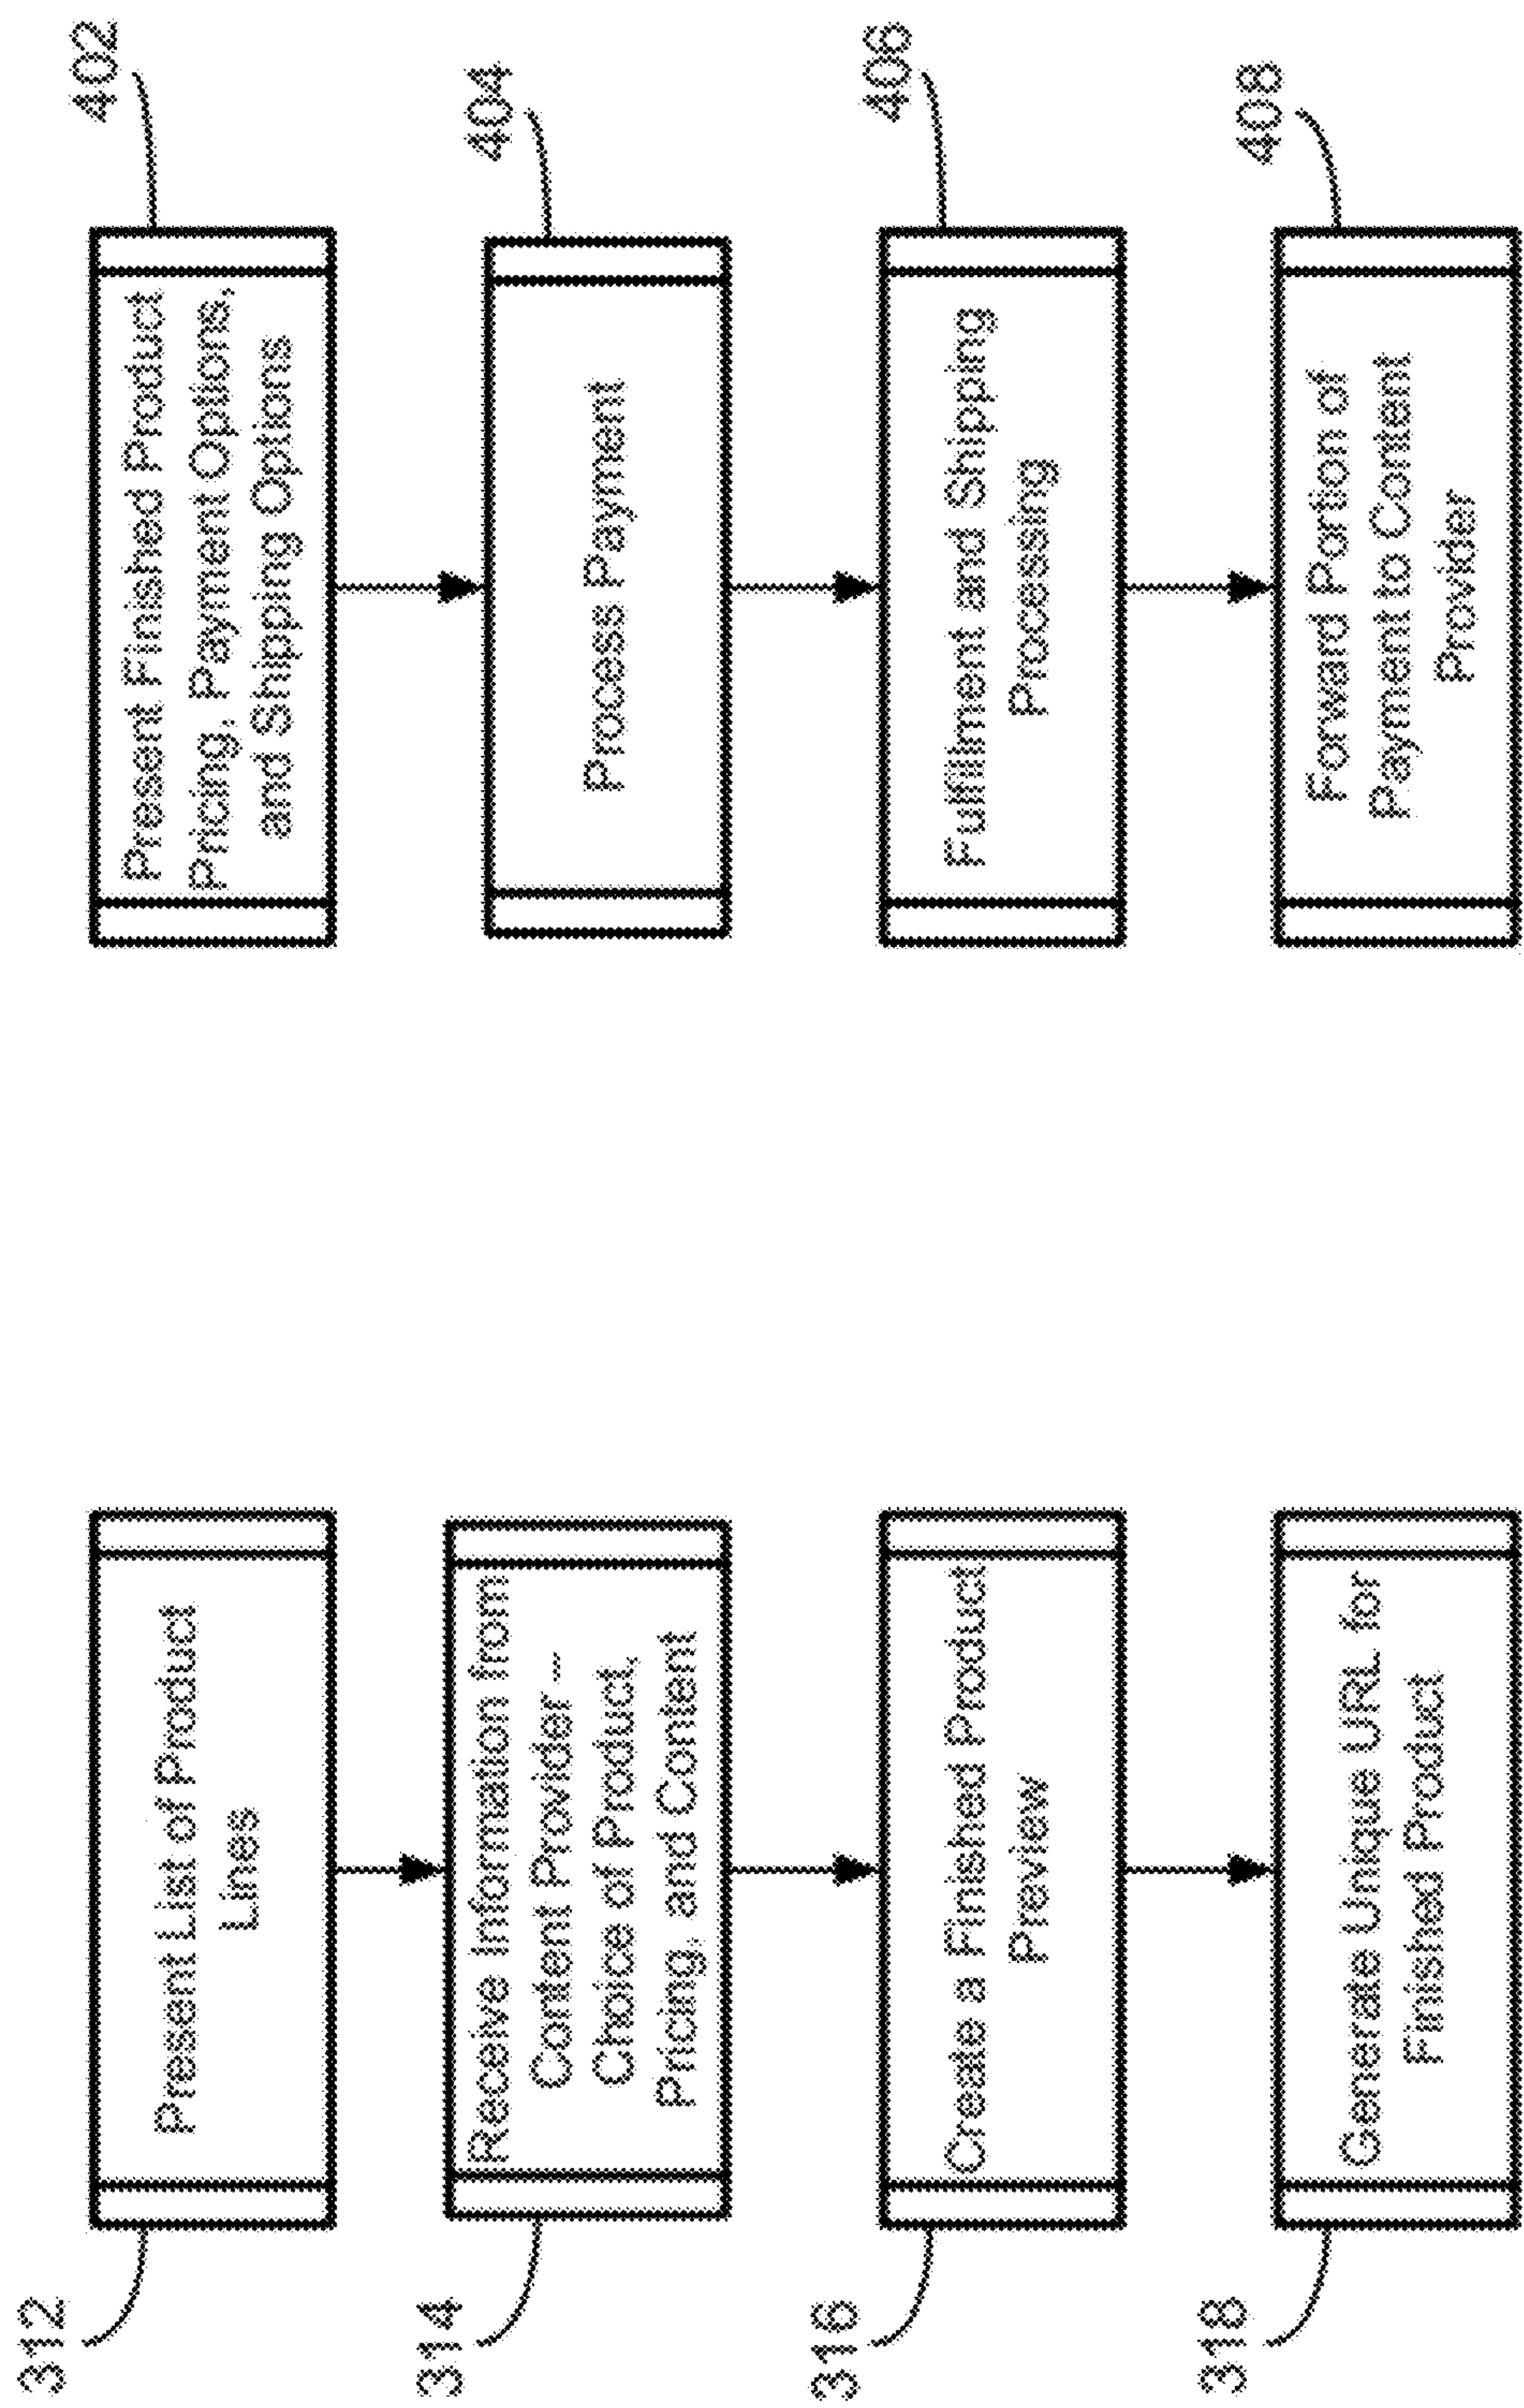 312
Present List of Product
Lines
314
Receive Information from
Content Provider --
Choice of Product,
Pricing, and Content
316
Create a Finished Product
Preview
318
Generate Unique URL for
Finished Product
402
Present Finished Product
Pricing, Payment Options,
and Shipping Options
404
Process Payment
406
Fulfillment and Shipping
Processing
408
Forward Portion of
Payment to Content
Provider